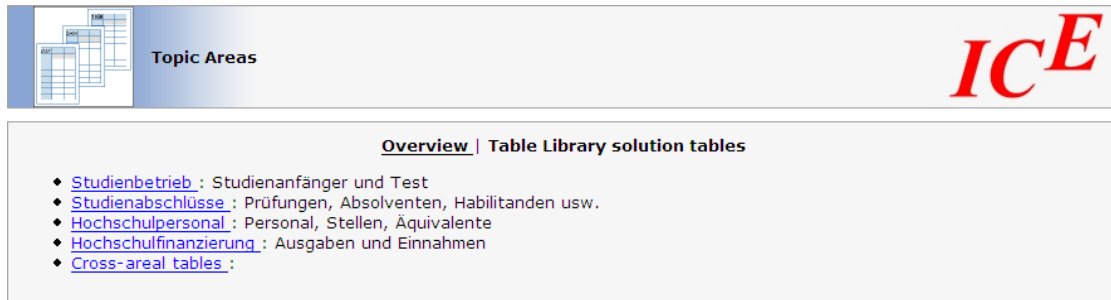 Topic Areas
ICE
Overview | Table Library solution tables
Studienbetrieb : Studienanfänger und Test
Studienabschlüsse : Prüfungen, Absolventen, Habilitanden usw.
Hochschulpersonal : Personal, Stellen, Äquivalente
Hochschulfinanzierung : Ausgaben und Einnahmen
Cross-areal tables :